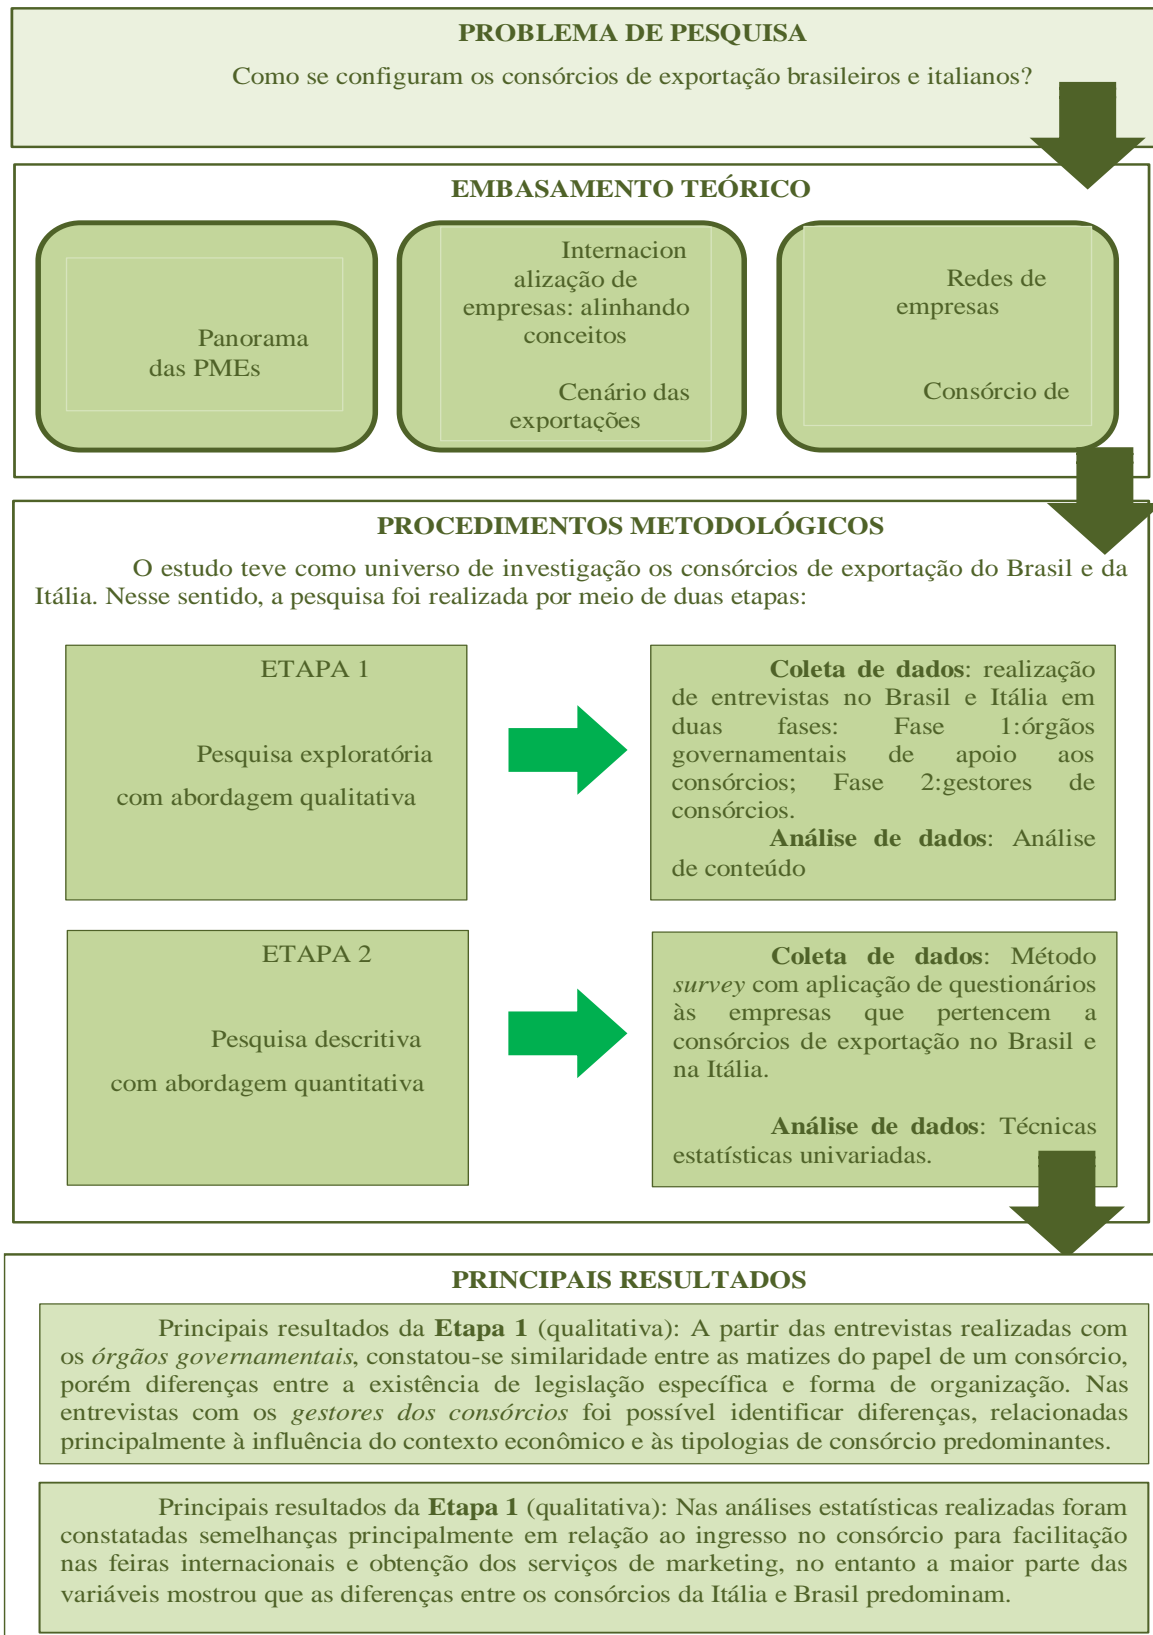 PROBLEMA DE PESQUISA
Como se configuram os consórcios de exportação brasileiros e italianos?
EMBASAMENTO TEÓRICO
Panorama
das PMEs
Internacion
alização de
empresas: alinhando
conceitos
Cenário das
exportações
Redes de
empresas
Consórcio de
PROCEDIMENTOS METODOLÓGICOS
O estudo teve como universo de investigação os consórcios de exportação do Brasil e da
Itália. Nesse sentido, a pesquisa foi realizada por meio de duas etapas:
ETAPA 1
Pesquisa exploratória
com abordagem qualitativa
Coleta de dados: realização
de entrevistas no Brasil e Itália em
duas fases: Fase 1:órgãos
governamentais de apoio aos
consórcios; Fase 2:gestores de
consórcios.
Análise de dados: Análise
de conteúdo
ETAPA 2
Pesquisa descritiva
com abordagem quantitativa
Coleta de dados: Método
survey com aplicação de questionários
às empresas que pertencem a
consórcios de exportação no Brasil e
na Itália.
Análise de dados: Técnicas
estatísticas univariadas.
PRINCIPAIS RESULTADOS
Principais resultados da Etapa 1 (qualitativa): A partir das entrevistas realizadas com
os órgãos governamentais, constatou-se similaridade entre as matizes do papel de um consórcio,
porém diferenças entre a existência de legislação específica e forma de organização. Nas
entrevistas com os gestores dos consórcios foi possível identificar diferenças, relacionadas
principalmente à influência do contexto econômico e às tipologias de consórcio predominantes.
Principais resultados da Etapa 1 (qualitativa): Nas análises estatísticas realizadas foram
constatadas semelhanças principalmente em relação ao ingresso no consórcio para facilitação
nas feiras internacionais e obtenção dos serviços de marketing, no entanto a maior parte das
variáveis mostrou que as diferenças entre os consórcios da Itália e Brasil predominam.